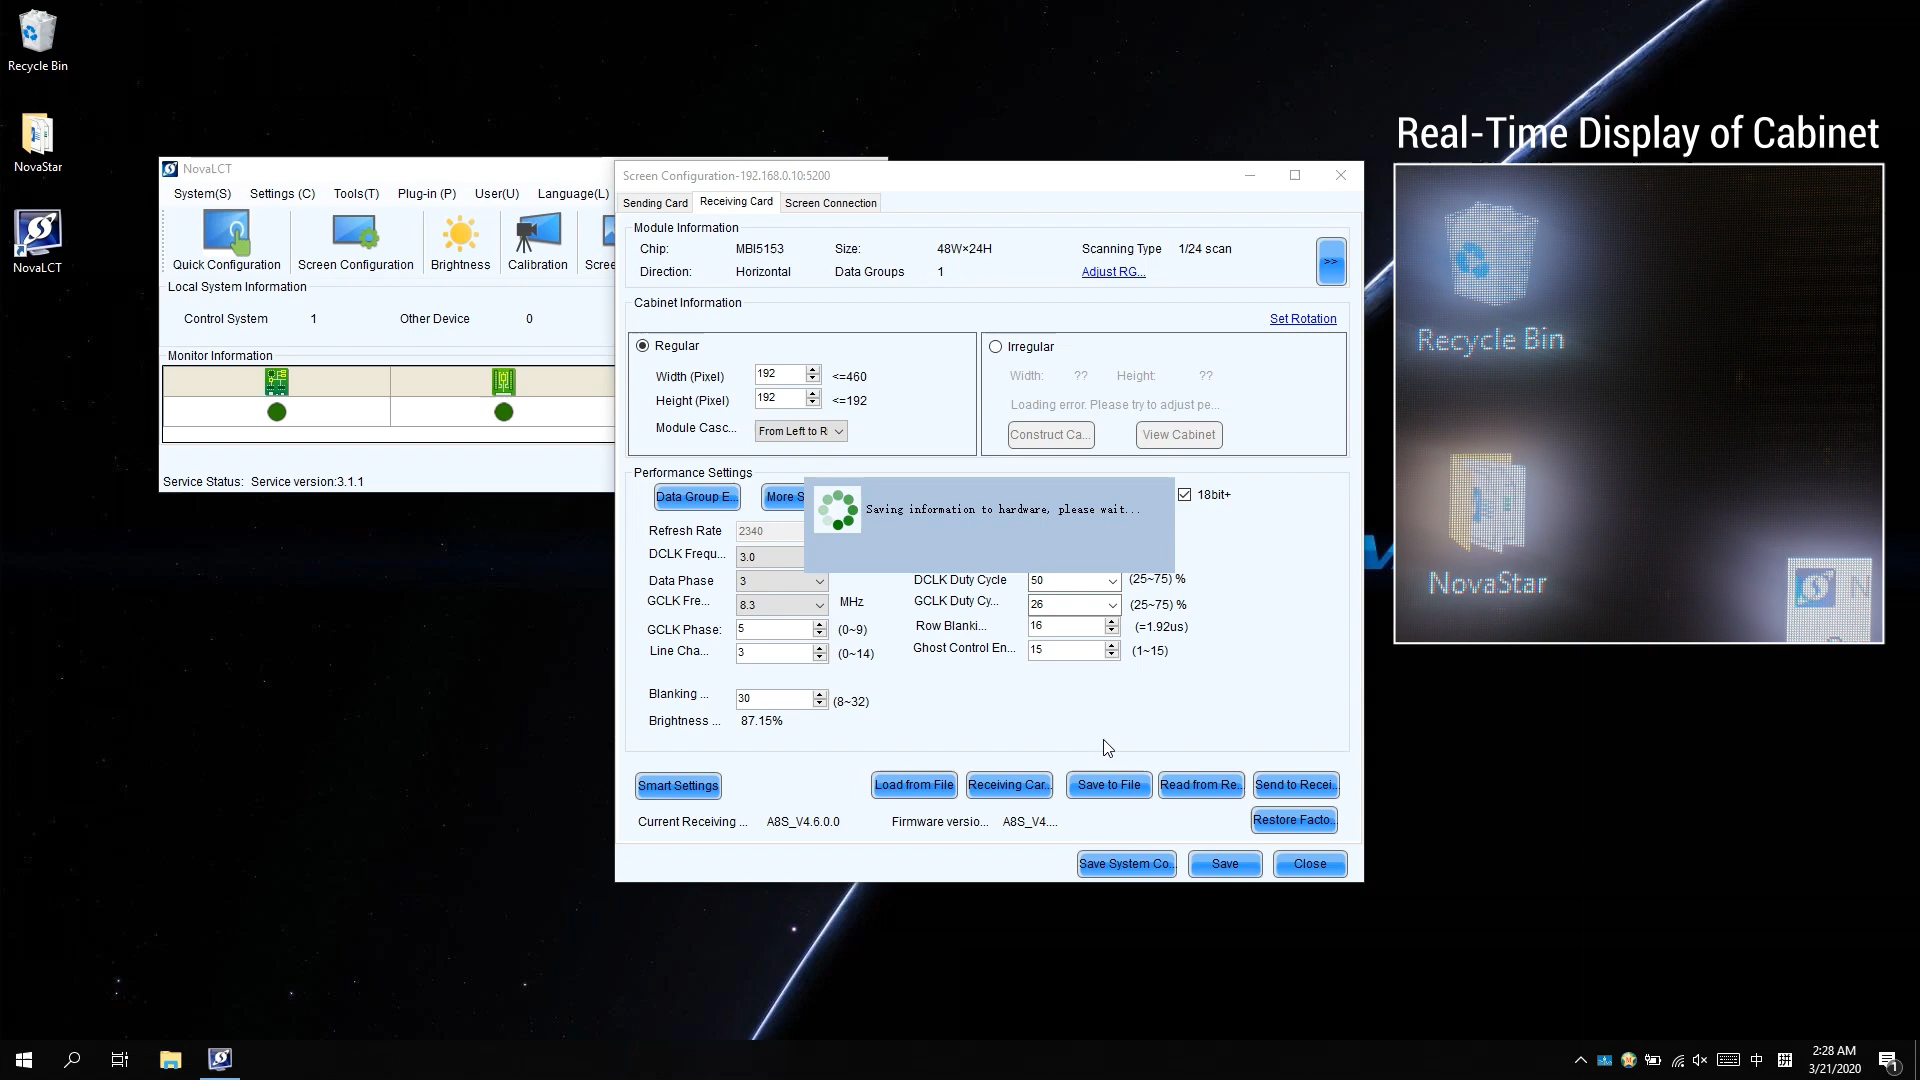 Recycle Bin
NovaStar
NovaLCT
NovaLCT
System(S) Settings (C) Tools(T) Plug-in (P) User(U) Language(L)
Quick Configuration Screen Configuration Brightness Calibration Scree
Local System Information
Control System 1 Other Device 0
Monitor Information
Service Status: Service version:3.1.1
Screen Configuration-192.168.0.10:5200
Sending Card Receiving Card Screen Connection
Module Information
Chip: MBI5153 Size: 48W×24H Scanning Type 1/24 scan
Direction: Horizontal Data Groups 1 Adjust RG...
>>
Cabinet Information
Set Rotation
Regular
Width (Pixel) 192 <=460
Height (Pixel) 192 <=192
Module Casc... From Left to R
Irregular
Width: ?? Height: ??
Loading error. Please try to adjust pe...
Construct Ca... View Cabinet
Performance Settings
Data Group E... More S 18bit+
Saving information to hardware, please wait...
Refresh Rate 2340
DCLK Frequ... 3.0
Data Phase 3 DCLK Duty Cycle 50 (25~75) %
GCLK Fre... 8.3 MHz GCLK Duty Cy... 26 (25~75) %
GCLK Phase: 5 (0~9) Row Blanki... 16 (=1.92us)
Line Cha... 3 (0~14) Ghost Control En... 15 (1~15)
Blanking ... 30 (8~32)
Brightness ... 87.15%
Smart Settings Load from File Receiving Car... Save to File Read from Re... Send to Recei...
Current Receiving ... A8S_V4.6.0.0 Firmware versio... A8S_V4....
Restore Facto...
Save System Co... Save Close
Real-Time Display of Cabinet
Recycle Bin
NovaStar
N
中 拼
2:28 AM
3/21/2020
1